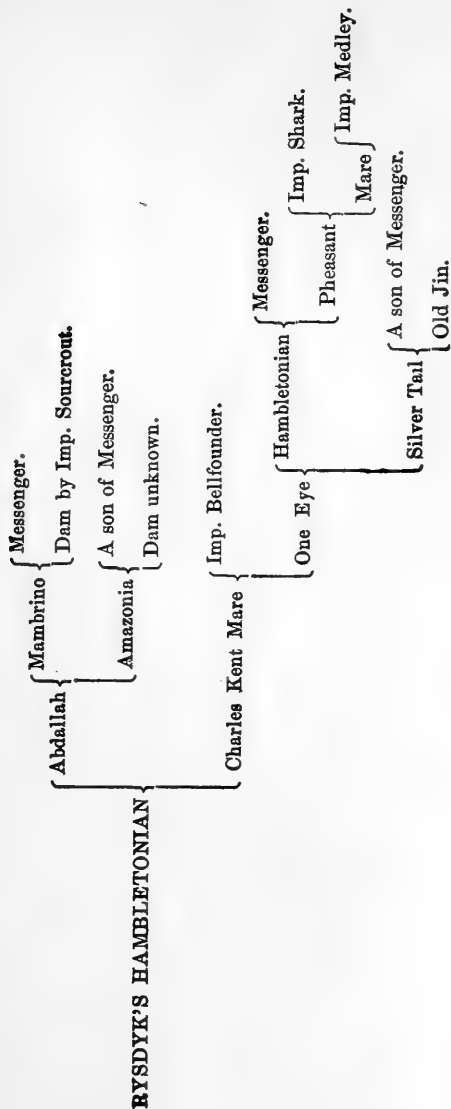 RYSDYK'S HAMBLETONIAN
Abdallah
Mambrino
Messenger.
Dam by Imp. Sourcrout.
Amazonia
A son of Messenger.
Dam unknown.
Charles Kent Mare
Imp. Bellfounder.
One Eye
Hambletonian
Messenger.
Pheasant
Imp. Shark.
Mare
Imp. Medley.
Silver Tail
A son of Messenger.
Old Jin.